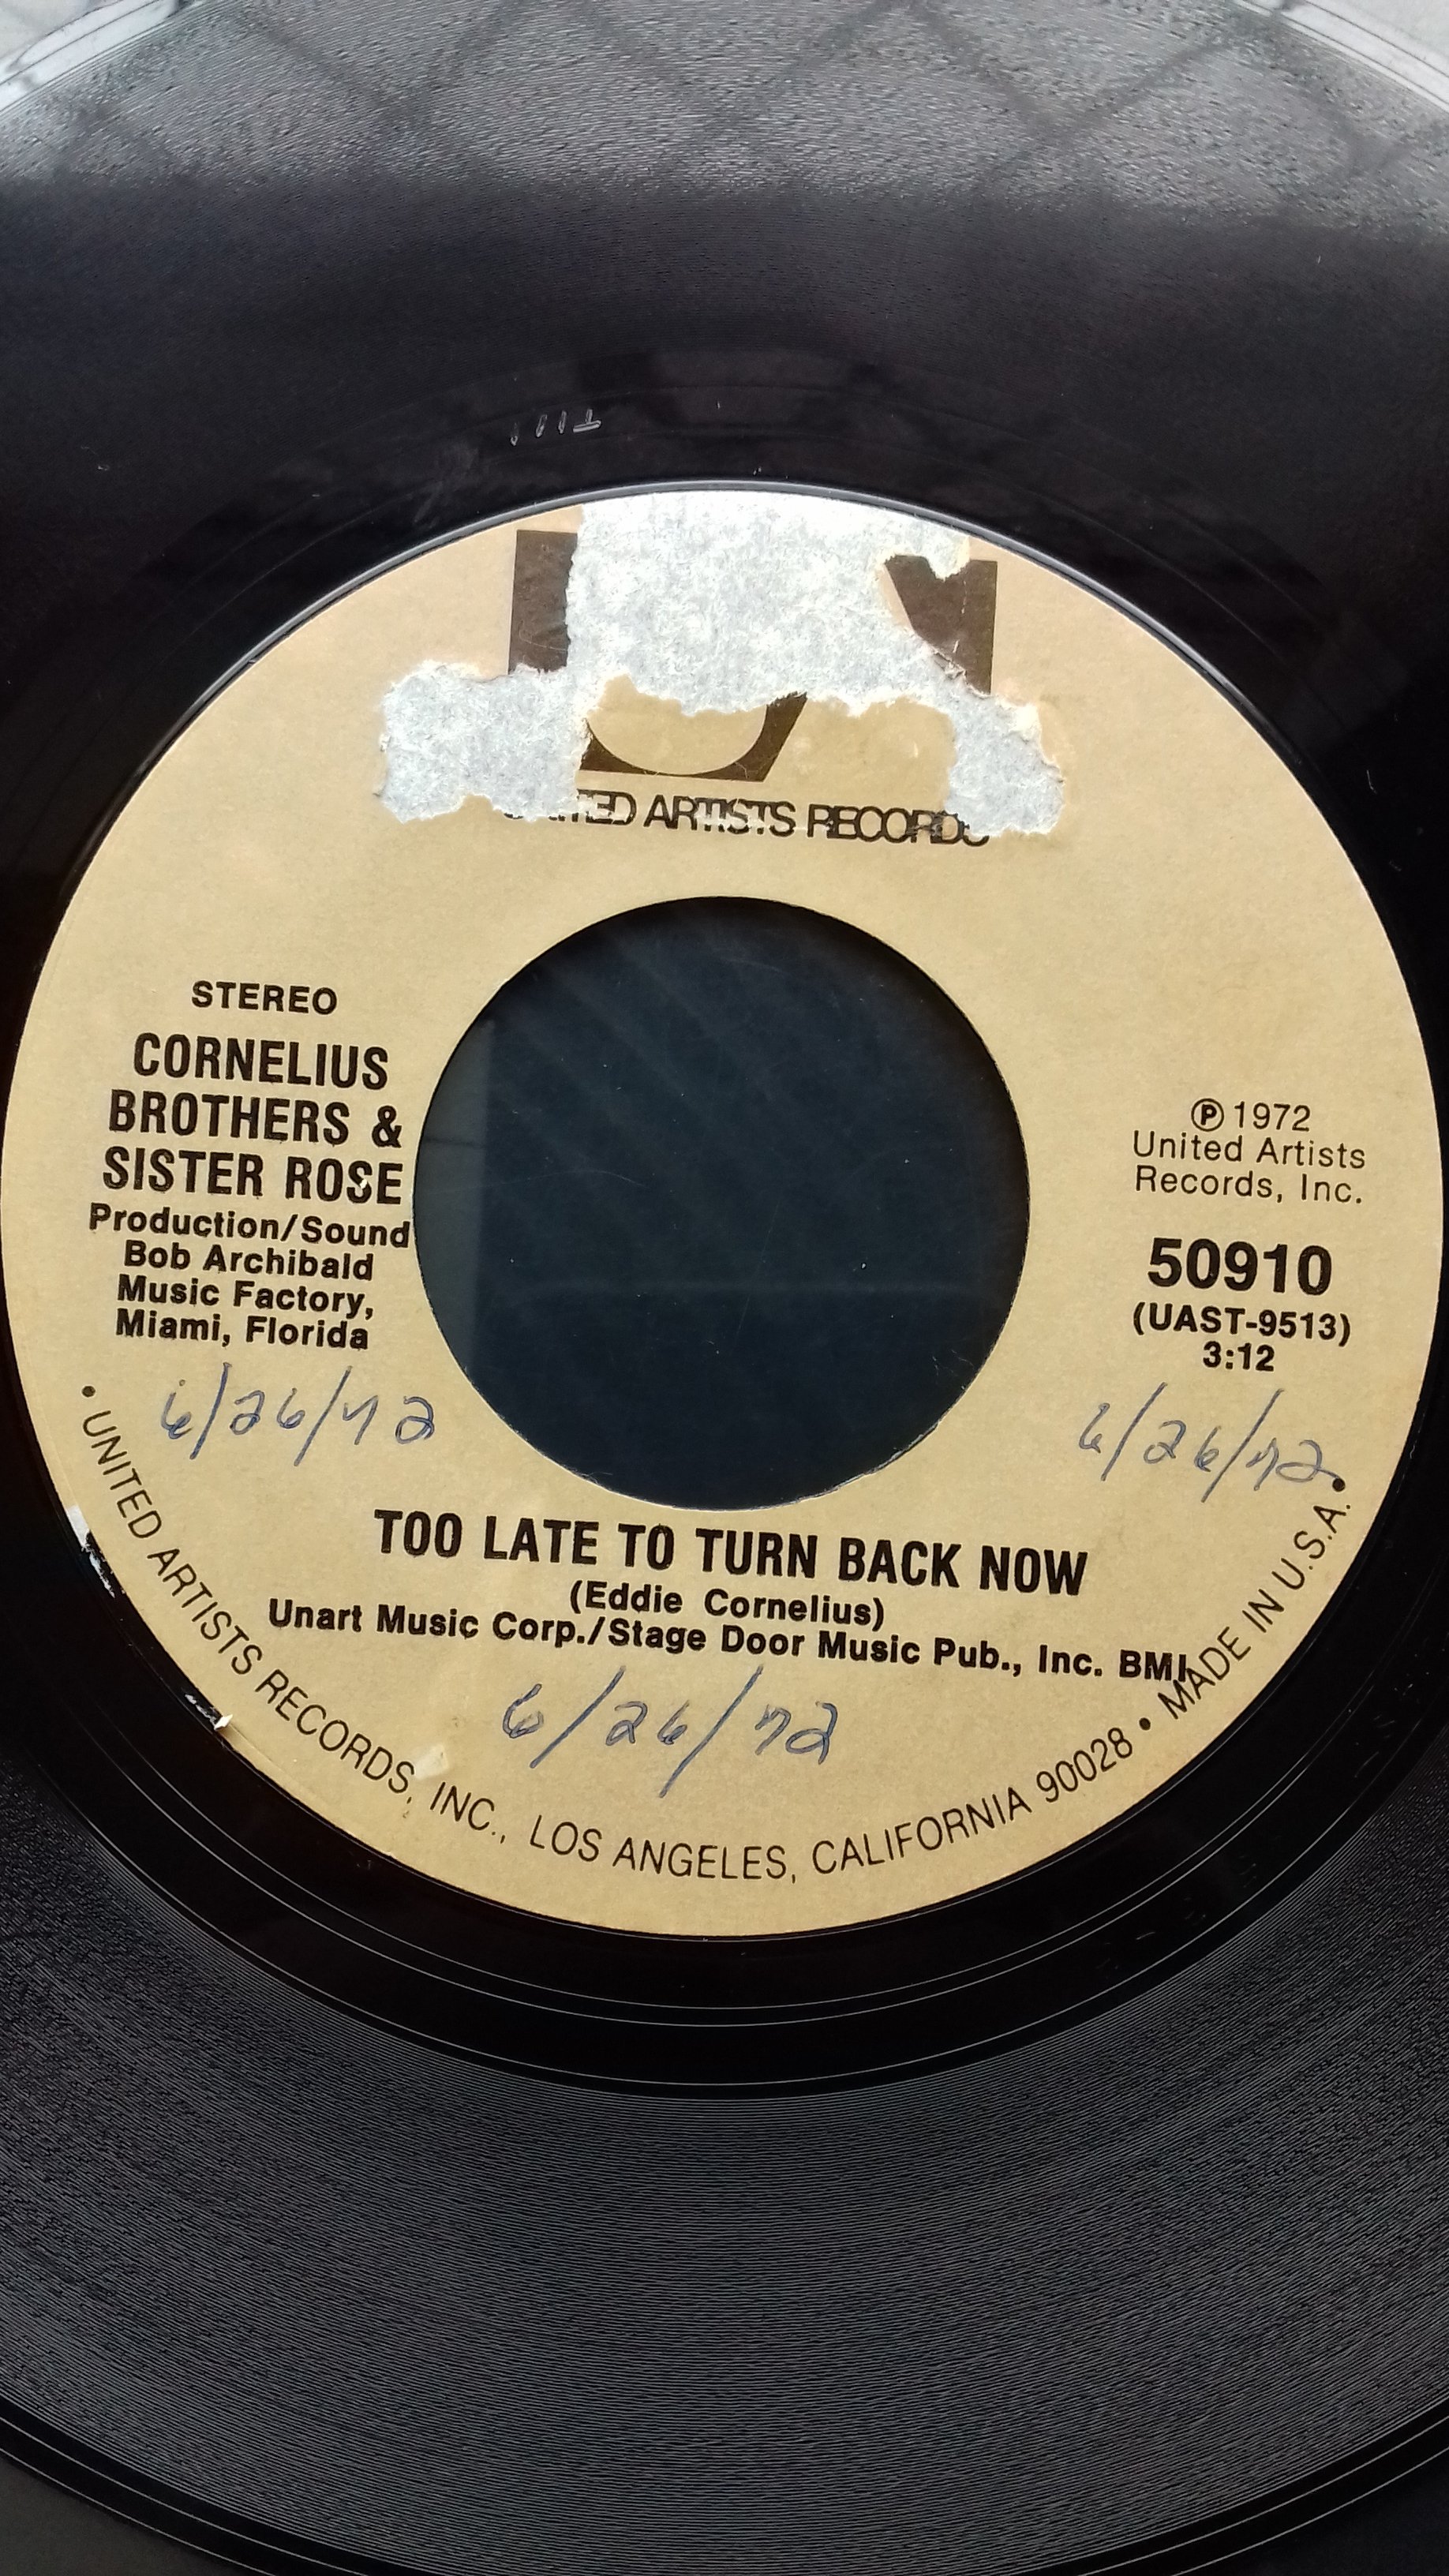 UNITED ARTISTS RECORDS
STEREO
CORNELIUS
BROTHERS &
SISTER ROSE
Production/Sound
Bob Archibald
Music Factory,
Miami, Florida
℗ 1972
United Artists
Records, Inc.
50910
(UAST-9513)
3:12
6/26/72
6/26/72
TOO LATE TO TURN BACK NOW
(Eddie Cornelius)
Unart Music Corp./Stage Door Music Pub., Inc. BMI
6/26/72
• UNITED ARTISTS RECORDS, INC., LOS ANGELES, CALIFORNIA 90028 • MADE IN U.S.A. •